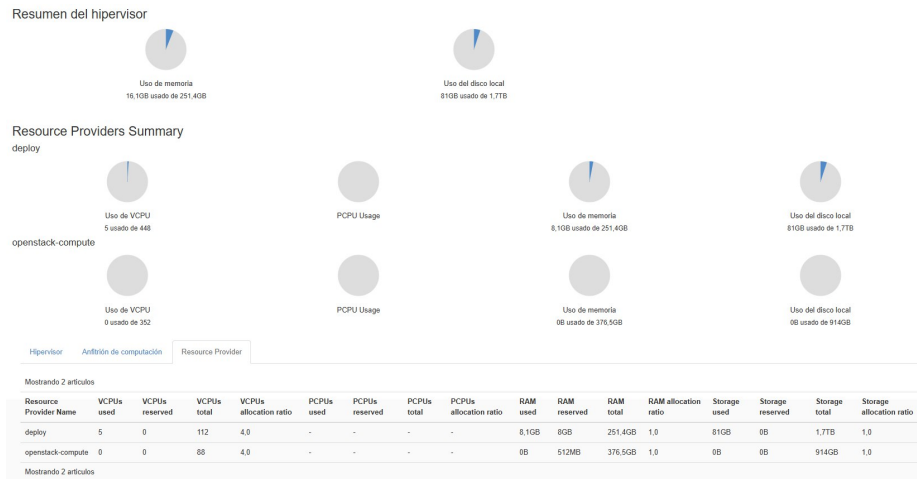 Resumen del hipervisor
Uso de memoria
16,1GB usado de 251,4GB
Uso del disco local
81GB usado de 1,7TB
Resource Providers Summary
deploy
Uso de VCPU
5 usado de 448
PCPU Usage
Uso de memoria
8,1GB usado de 251,4GB
Uso del disco local
81GB usado de 1,7TB
openstack-compute
Uso de VCPU
0 usado de 352
PCPU Usage
Uso de memoria
0B usado de 376,5GB
Uso del disco local
0B usado de 914GB
Hipervisor Anfitrión de computación Resource Provider
Mostrando 2 artículos
Resource Provider Name VCPUs used VCPUs reserved VCPUs total VCPUs allocation ratio PCPUs used PCPUs reserved PCPUs total PCPUs allocation ratio RAM used RAM reserved RAM total RAM allocation ratio Storage used Storage reserved Storage total Storage allocation ratio
deploy 5 0 112 4,0 - - - - 8,1GB 8GB 251,4GB 1,0 81GB 0B 1,7TB 1,0
openstack-compute 0 0 88 4,0 - - - - 0B 512MB 376,5GB 1,0 0B 0B 914GB 1,0
Mostrando 2 artículos